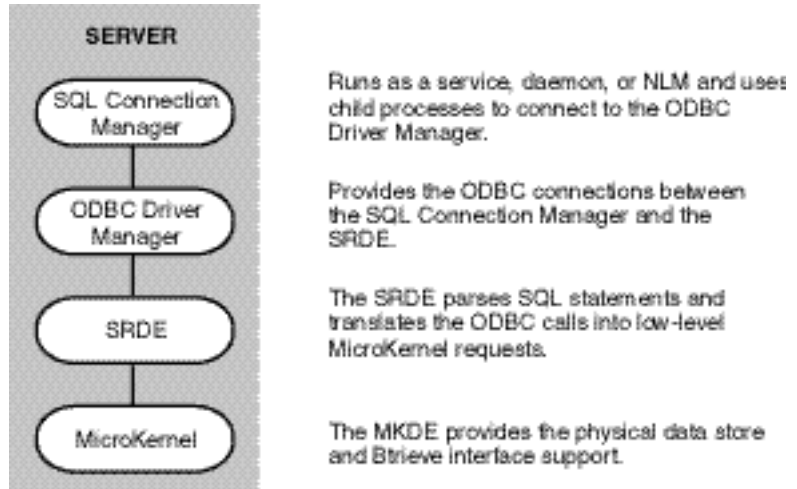 SERVER
SQL Connection
Manager
Runs as a service, daemon, or NLM and uses
child processes to connect to the ODBC
Driver Manager.
ODBC Driver
Manager
Provides the ODBC connections between
the SQL Connection Manager and the
SRDE.
SRDE
The SRDE parses SQL statements and
translates the ODBC calls into low-level
MicroKernel requests.
MicroKernel
The MKDE provides the physical data store
and Btrieve interface support.